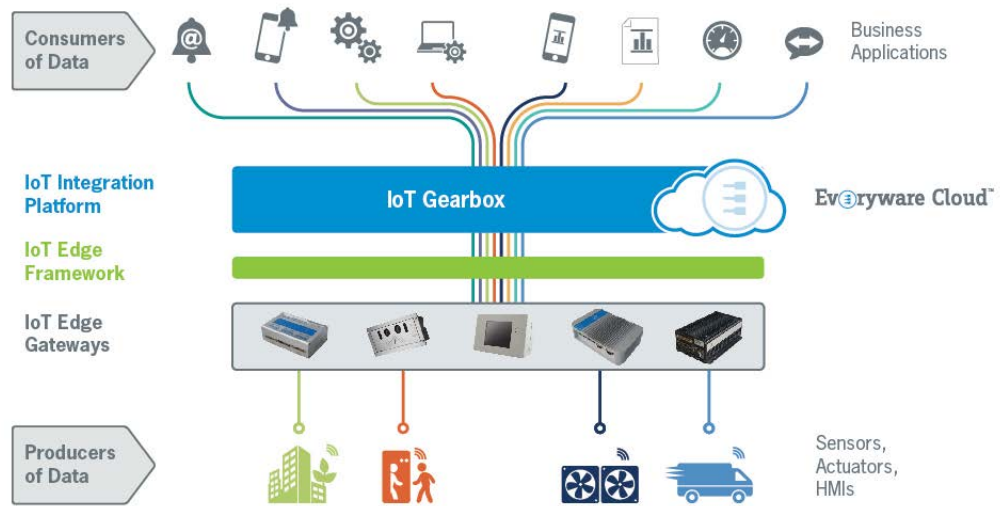 Consumers
of Data
@
Business
Applications
IoT Integration
Platform
IoT Gearbox
Everyware Cloud™
IoT Edge
Framework
IoT Edge
Gateways
Producers
of Data
Sensors,
Actuators,
HMIs